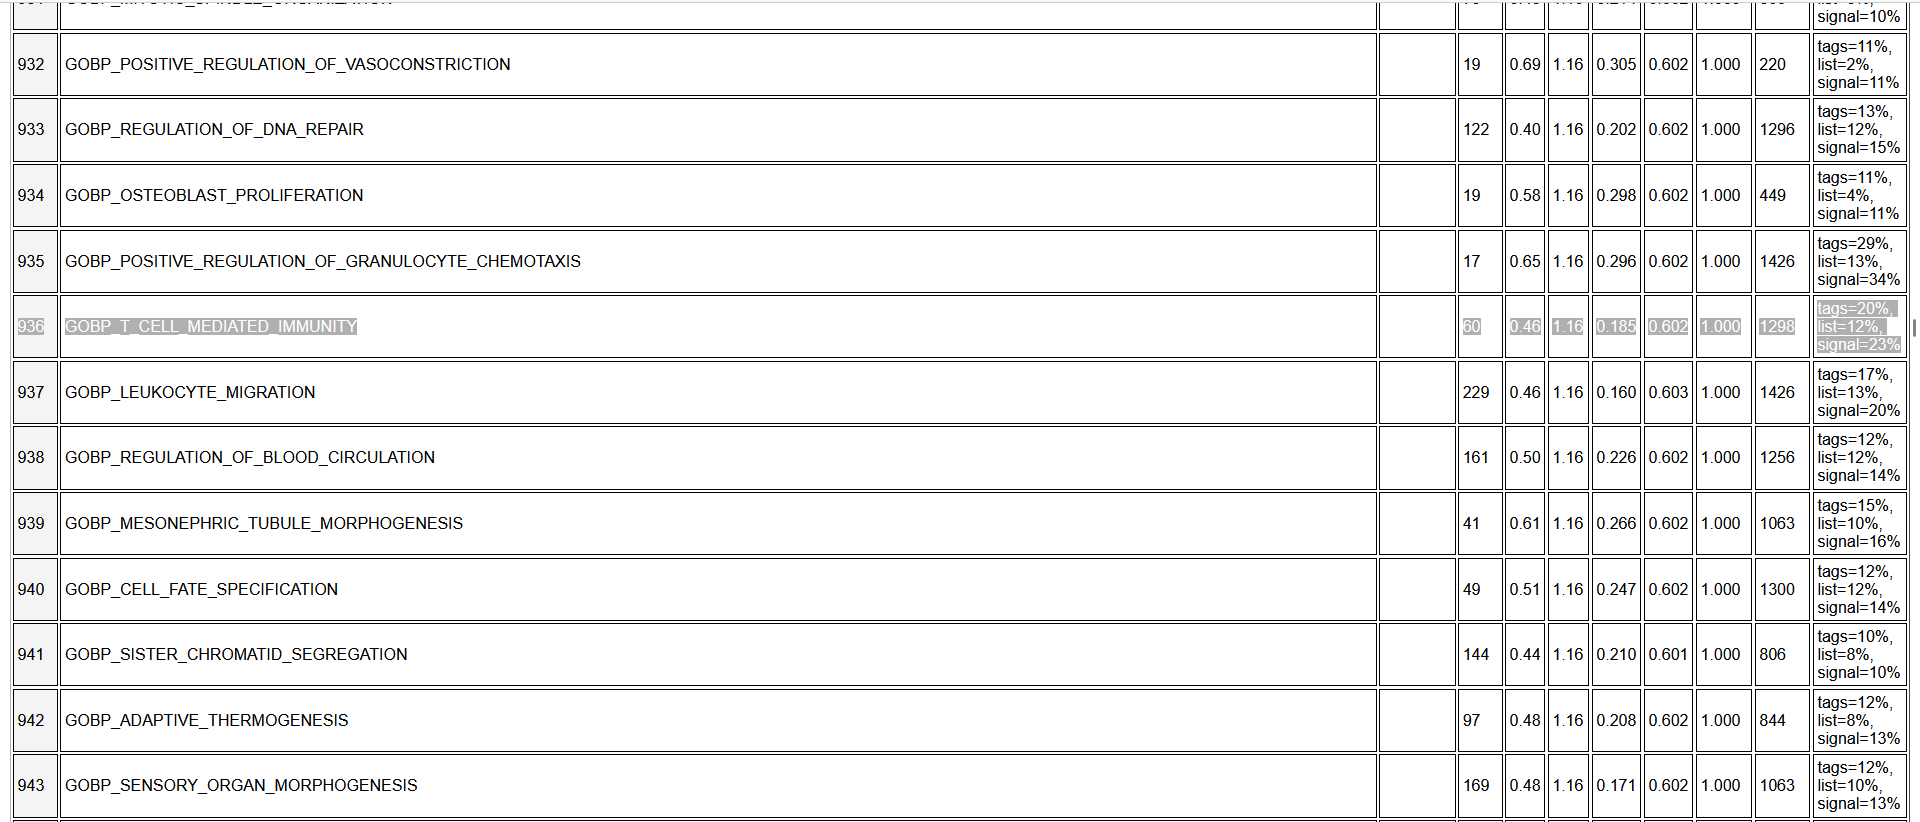 signal=10%
932 GOBP_POSITIVE_REGULATION_OF_VASOCONSTRICTION 19 0.69 1.16 0.305 0.602 1.000 220 tags=11%,
list=2%,
signal=11%
933 GOBP_REGULATION_OF_DNA_REPAIR 122 0.40 1.16 0.202 0.602 1.000 1296 tags=13%,
list=12%,
signal=15%
934 GOBP_OSTEOBLAST_PROLIFERATION 19 0.58 1.16 0.298 0.602 1.000 449 tags=11%,
list=4%,
signal=11%
935 GOBP_POSITIVE_REGULATION_OF_GRANULOCYTE_CHEMOTAXIS 17 0.65 1.16 0.296 0.602 1.000 1426 tags=29%,
list=13%,
signal=34%
936 GOBP_T_CELL_MEDIATED_IMMUNITY 60 0.46 1.16 0.185 0.602 1.000 1298 tags=20%,
list=12%,
signal=23%
937 GOBP_LEUKOCYTE_MIGRATION 229 0.46 1.16 0.160 0.603 1.000 1426 tags=17%,
list=13%,
signal=20%
938 GOBP_REGULATION_OF_BLOOD_CIRCULATION 161 0.50 1.16 0.226 0.602 1.000 1256 tags=12%,
list=12%,
signal=14%
939 GOBP_MESONEPHRIC_TUBULE_MORPHOGENESIS 41 0.61 1.16 0.266 0.602 1.000 1063 tags=15%,
list=10%,
signal=16%
940 GOBP_CELL_FATE_SPECIFICATION 49 0.51 1.16 0.247 0.602 1.000 1300 tags=12%,
list=12%,
signal=14%
941 GOBP_SISTER_CHROMATID_SEGREGATION 144 0.44 1.16 0.210 0.601 1.000 806 tags=10%,
list=8%,
signal=10%
942 GOBP_ADAPTIVE_THERMOGENESIS 97 0.48 1.16 0.208 0.602 1.000 844 tags=12%,
list=8%,
signal=13%
943 GOBP_SENSORY_ORGAN_MORPHOGENESIS 169 0.48 1.16 0.171 0.602 1.000 1063 tags=12%,
list=10%,
signal=13%